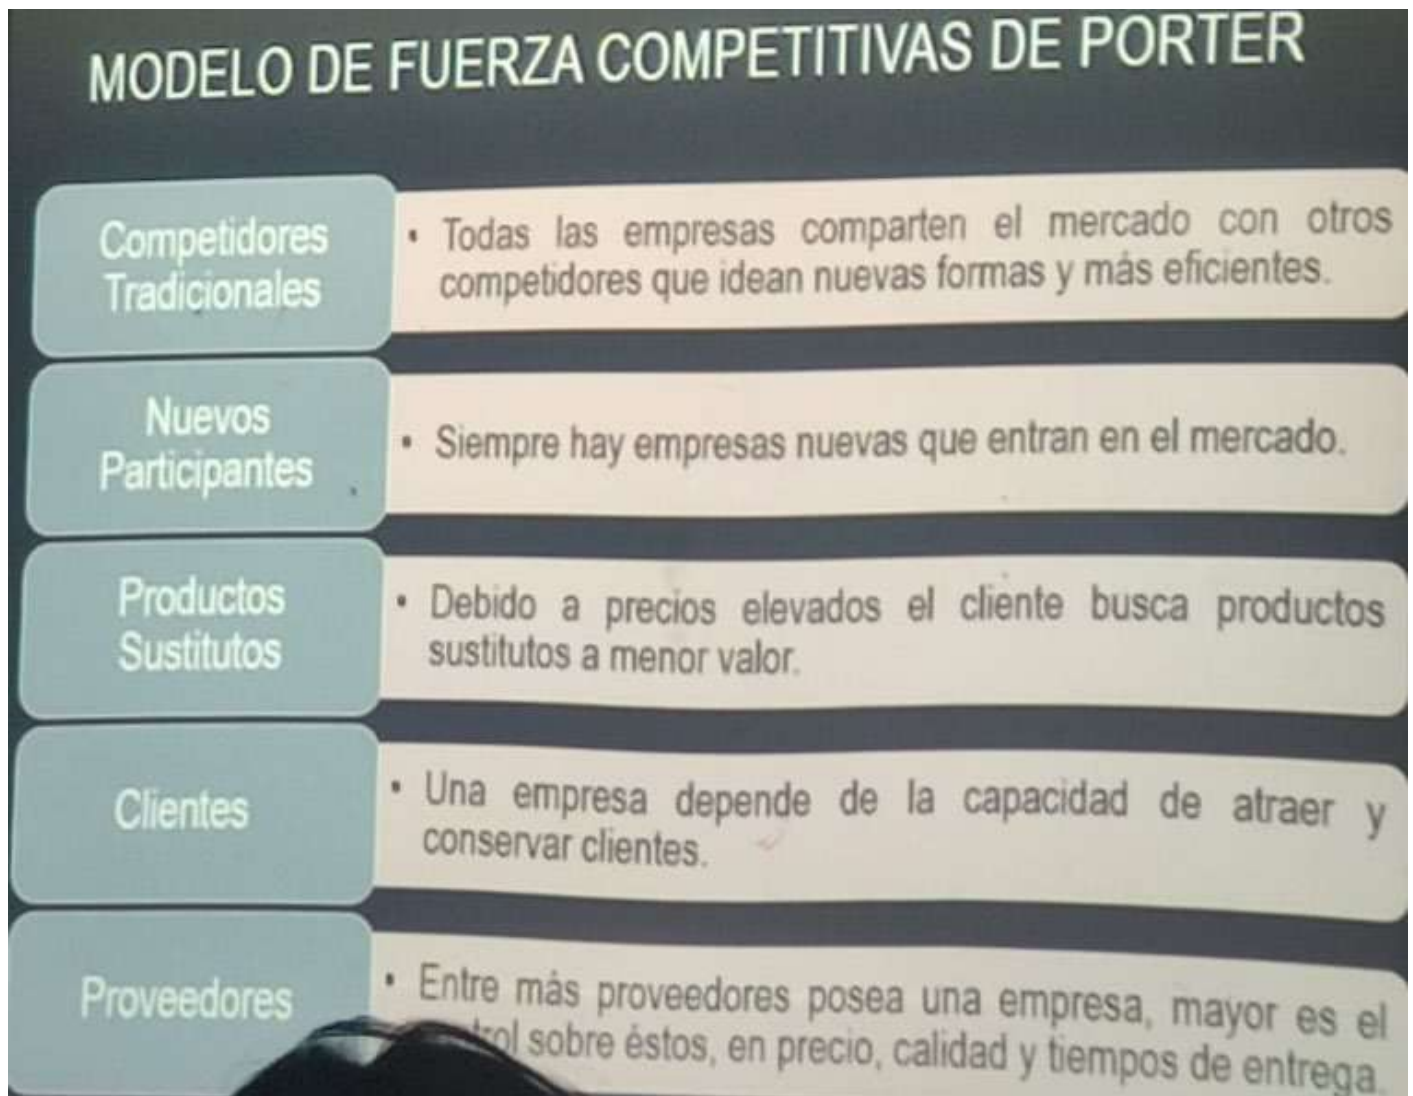 MODELO DE FUERZA COMPETITIVAS DE PORTER
Competidores
Tradicionales
• Todas las empresas comparten el mercado con otros
competidores que idean nuevas formas y más eficientes.
Nuevos
Participantes
• Siempre hay empresas nuevas que entran en el mercado.
Productos
Sustitutos
• Debido a precios elevados el cliente busca productos
sustitutos a menor valor.
Clientes
• Una empresa depende de la capacidad de atraer y
conservar clientes.
Proveedores
• Entre más proveedores posea una empresa, mayor es el
sobre éstos, en precio, calidad y tiempos de entrega.